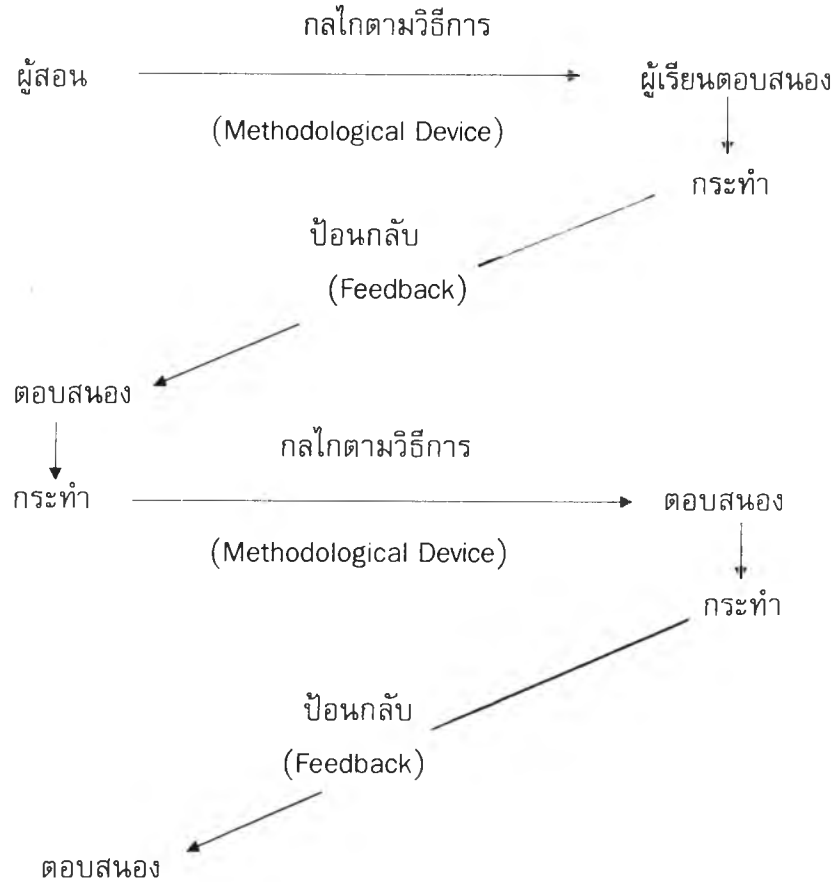 กลไกตามวิธีการ
ผู้สอน ผู้เรียนตอบสนอง
(Methodological Device)
กระทำ
ป้อนกลับ
(Feedback)
ตอบสนอง
กลไกตามวิธีการ
กระทำ ตอบสนอง
(Methodological Device)
กระทำ
ป้อนกลับ
(Feedback)
ตอบสนอง